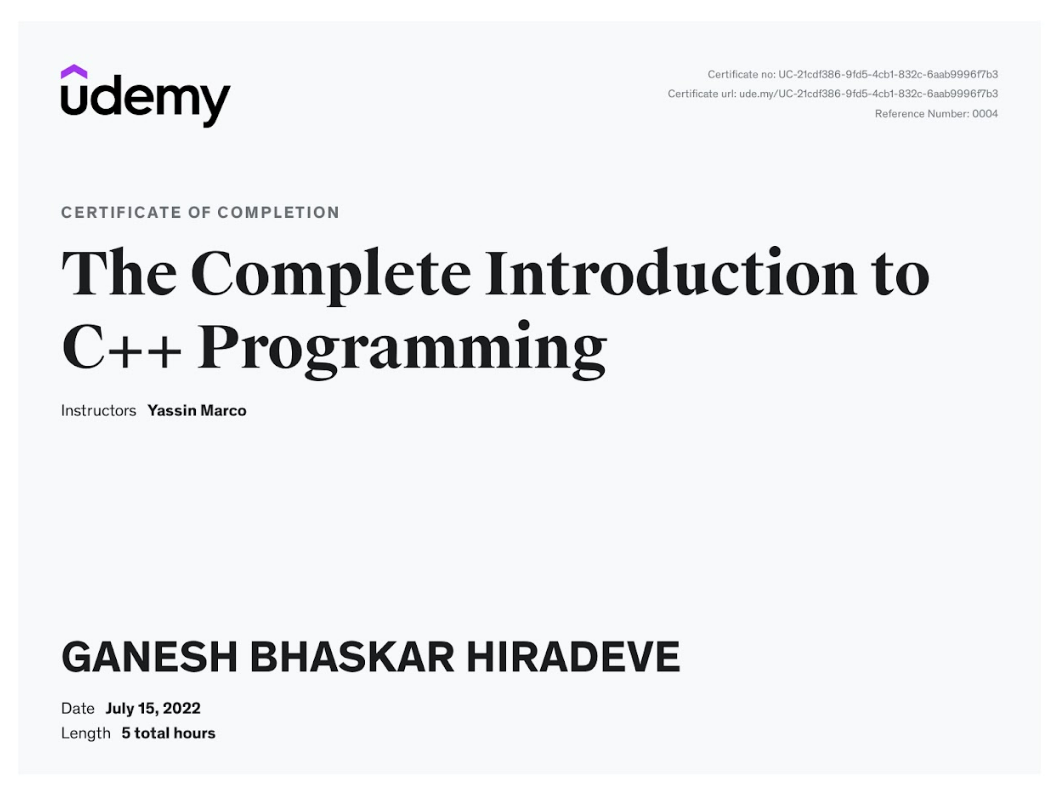 udemy
Certificate no: UC-21cdf386-9fd5-4cb1-832c-6aab9996f7b3
Certificate url: ude.my/UC-21cdf386-9fd5-4cb1-832c-6aab9996f7b3
Reference Number: 0004
CERTIFICATE OF COMPLETION
The Complete Introduction to
C++ Programming
Instructors Yassin Marco
GANESH BHASKAR HIRADEVE
Date July 15, 2022
Length 5 total hours